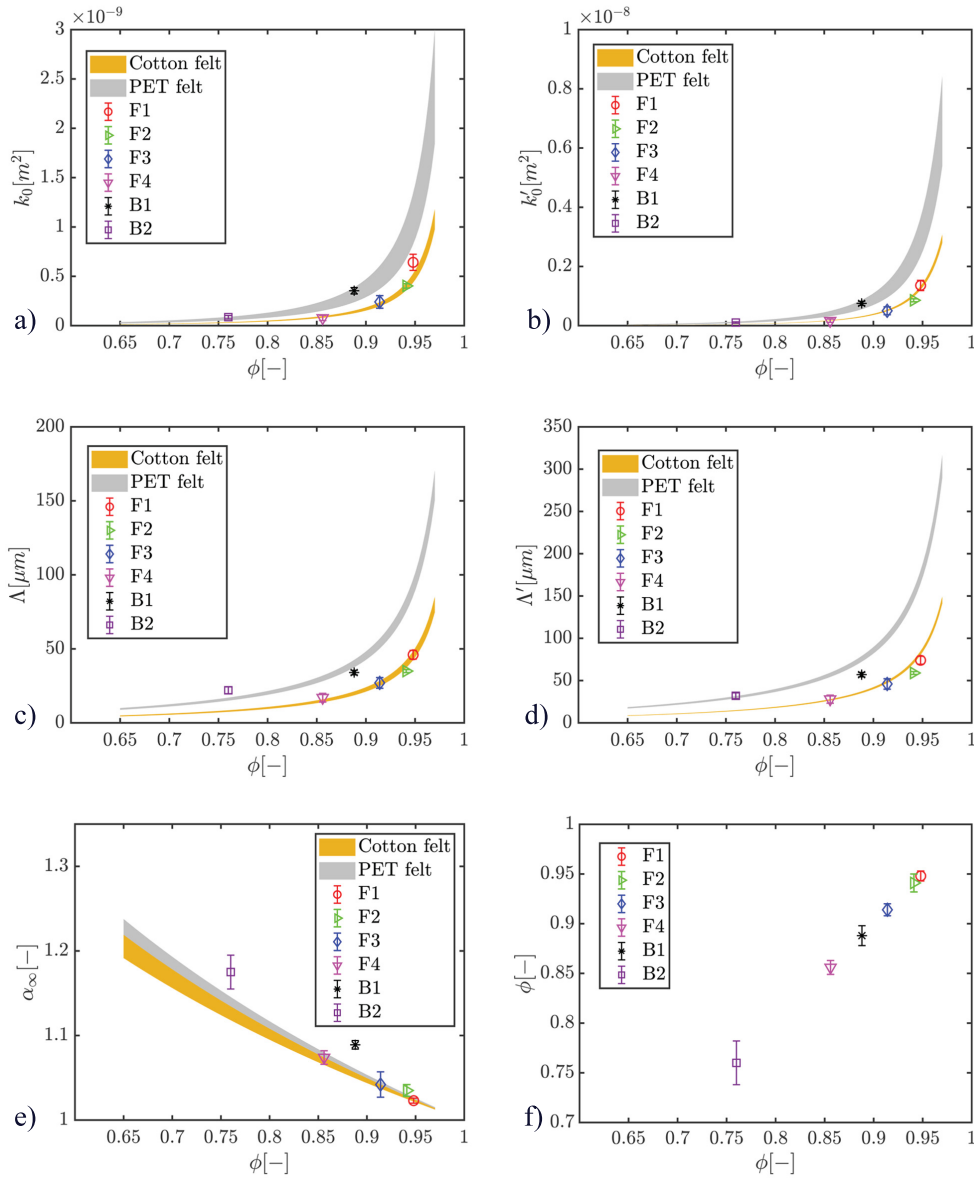 ×10⁻⁹
3
2.5
2
1.5
1
0.5
0
k₀[m²]
Cotton felt
PET felt
F1
F2
F3
F4
B1
B2
a)
0.65 0.7 0.75 0.8 0.85 0.9 0.95 1
ϕ[−]
×10⁻⁸
1
0.8
0.6
0.4
0.2
0
k₀′[m²]
Cotton felt
PET felt
F1
F2
F3
F4
B1
B2
b)
0.65 0.7 0.75 0.8 0.85 0.9 0.95 1
ϕ[−]
200
150
100
50
0
Λ[μm]
Cotton felt
PET felt
F1
F2
F3
F4
B1
B2
c)
0.65 0.7 0.75 0.8 0.85 0.9 0.95 1
ϕ[−]
350
300
250
200
150
100
50
0
Λ′[μm]
Cotton felt
PET felt
F1
F2
F3
F4
B1
B2
d)
0.65 0.7 0.75 0.8 0.85 0.9 0.95 1
ϕ[−]
1.3
1.2
1.1
1
α∞[−]
Cotton felt
PET felt
F1
F2
F3
F4
B1
B2
e)
0.65 0.7 0.75 0.8 0.85 0.9 0.95 1
ϕ[−]
1
0.95
0.9
0.85
0.8
0.75
0.7
ϕ[−]
F1
F2
F3
F4
B1
B2
f)
0.65 0.7 0.75 0.8 0.85 0.9 0.95 1
ϕ[−]